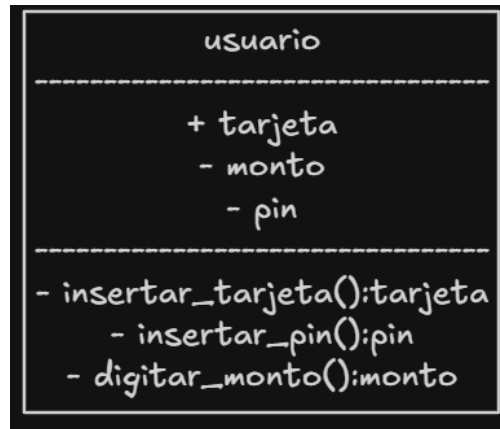 usuario
+ tarjeta
- monto
- pin
- insertar_tarjeta():tarjeta
- insertar_pin():pin
- digitar_monto():monto